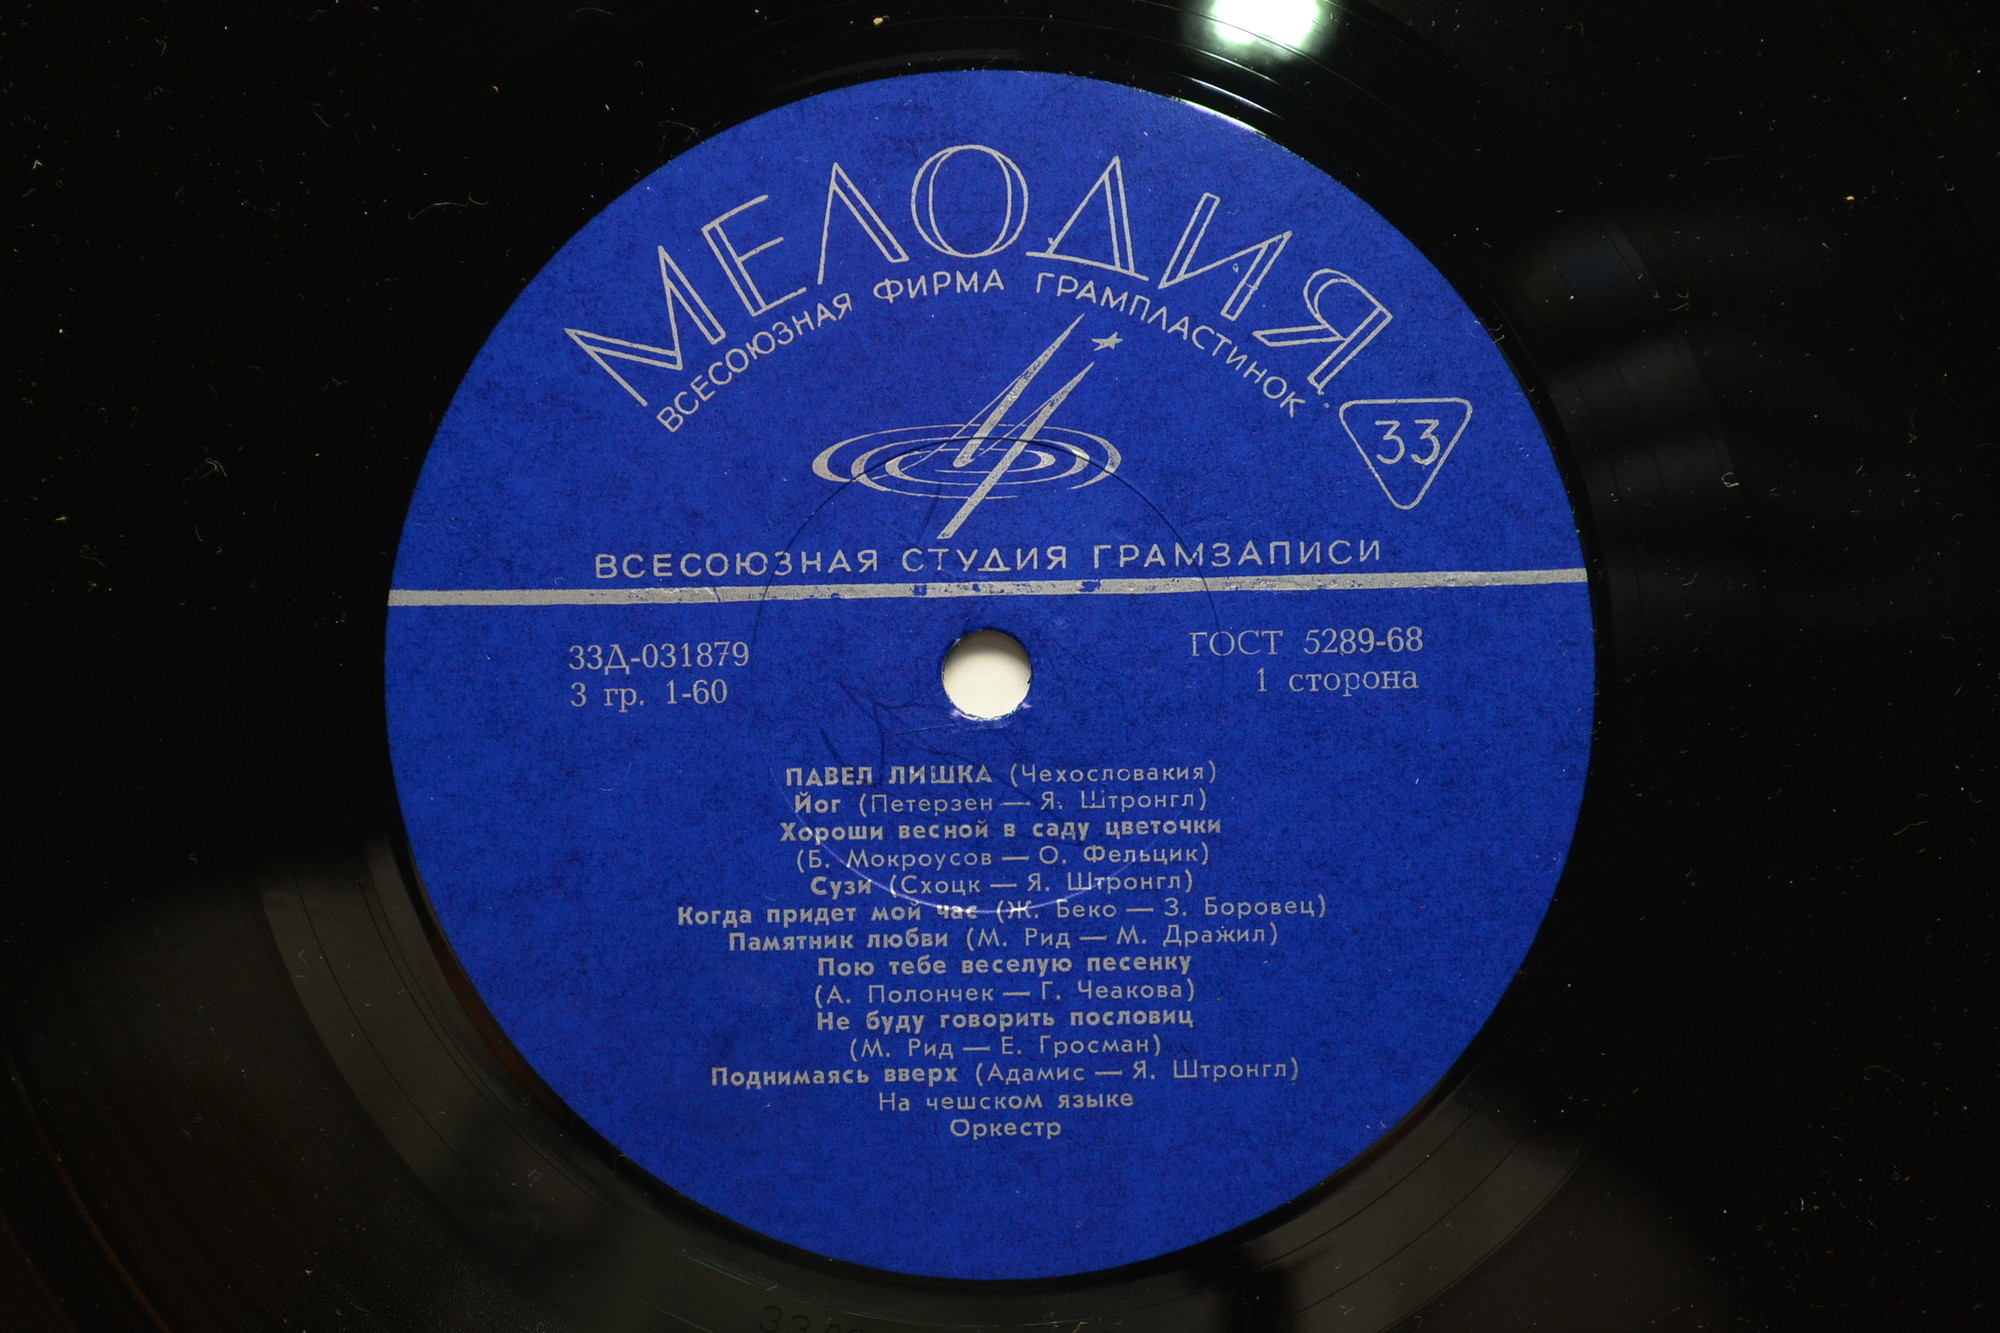 МЕЛОДИЯ
ВСЕСОЮЗНАЯ ФИРМА ГРАМПЛАСТИНОК
33
ВСЕСОЮЗНАЯ СТУДИЯ ГРАМЗАПИСИ
33Д-031879
3 гр. 1-60
ГОСТ 5289-68
1 сторона
ПАВЕЛ ЛИШКА (Чехословакия)
Йог (Петерзен — Я. Штронгл)
Хороши весной в саду цветочки
(Б. Мокроусов — О. Фельцик)
Сузи (Схоцк — Я. Штронгл)
Когда придет мой час (Ж. Беко — З. Боровец)
Памятник любви (М. Рид — М. Дражил)
Пою тебе веселую песенку
(А. Полончек — Г. Чеакова)
Не буду говорить пословиц
(М. Рид — Е. Гросман)
Поднимаясь вверх (Адамис — Я. Штронгл)
На чешском языке
Оркестр